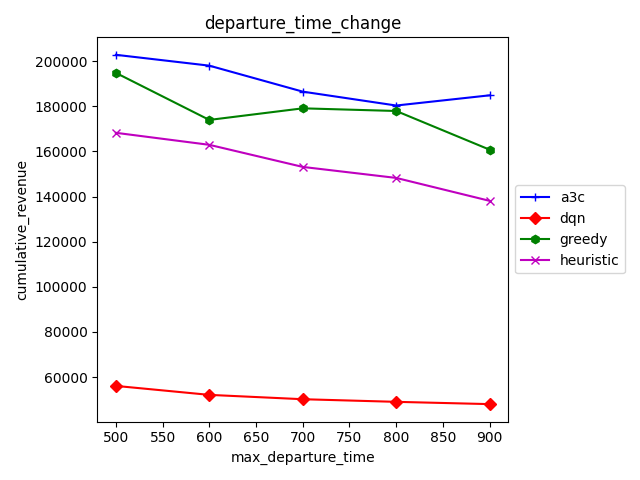 departure_time_change
cumulative_revenue
200000
180000
160000
140000
120000
100000
80000
60000
500 550 600 650 700 750 800 850 900
max_departure_time
a3c
dqn
greedy
heuristic